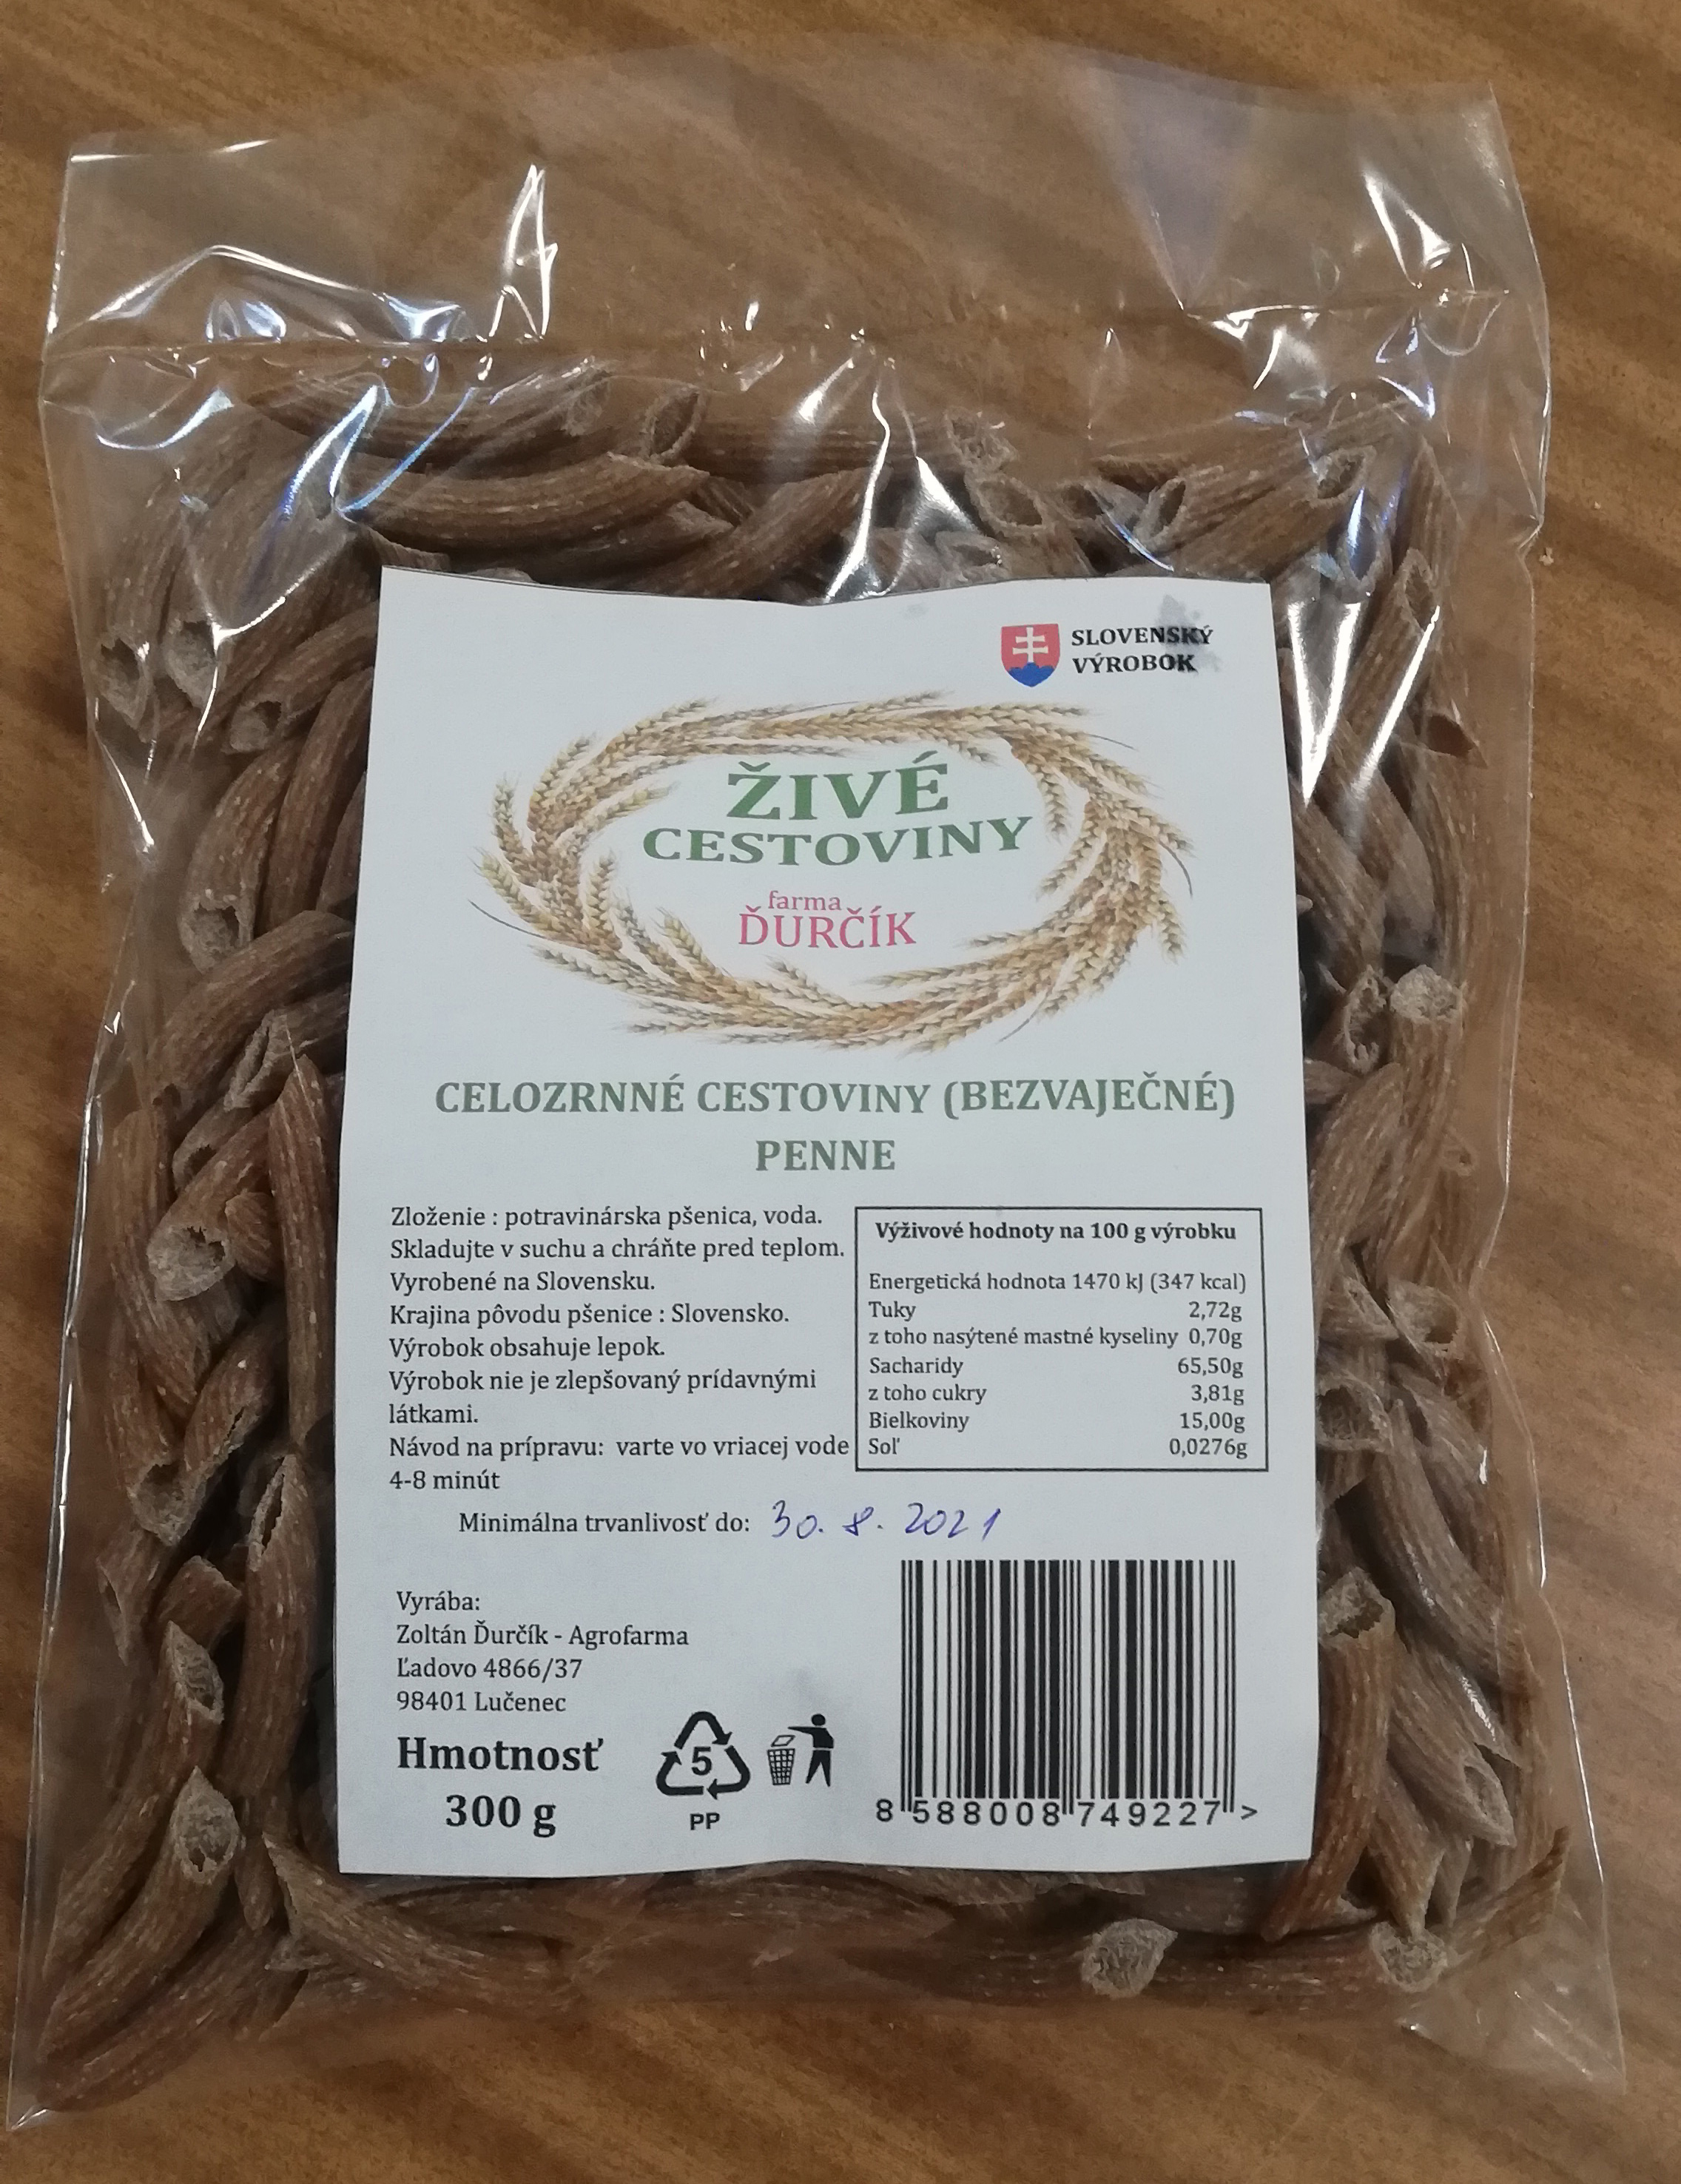 SLOVENSKÝ
VÝROBOK
ŽIVÉ
CESTOVINY
farma
ĎURČÍK
CELOZRNNÉ CESTOVINY (BEZVAJEČNÉ)
PENNE
Zloženie : potravinárska pšenica, voda.
Skladujte v suchu a chráňte pred teplom.
Vyrobené na Slovensku.
Krajina pôvodu pšenice : Slovensko.
Výrobok obsahuje lepok.
Výrobok nie je zlepšovaný prídavnými
látkami.
Návod na prípravu: varte vo vriacej vode
4-8 minút
Výživové hodnoty na 100 g výrobku
Energetická hodnota 1470 kJ (347 kcal)
Tuky 2,72g
z toho nasýtené mastné kyseliny 0,70g
Sacharidy 65,50g
z toho cukry 3,81g
Bielkoviny 15,00g
Soľ 0,0276g
Minimálna trvanlivosť do: 30. 8. 2021
Vyrába:
Zoltán Ďurčík - Agrofarma
Ľadovo 4866/37
98401 Lučenec
Hmotnosť
300 g
5
PP
8 588008 749227 >